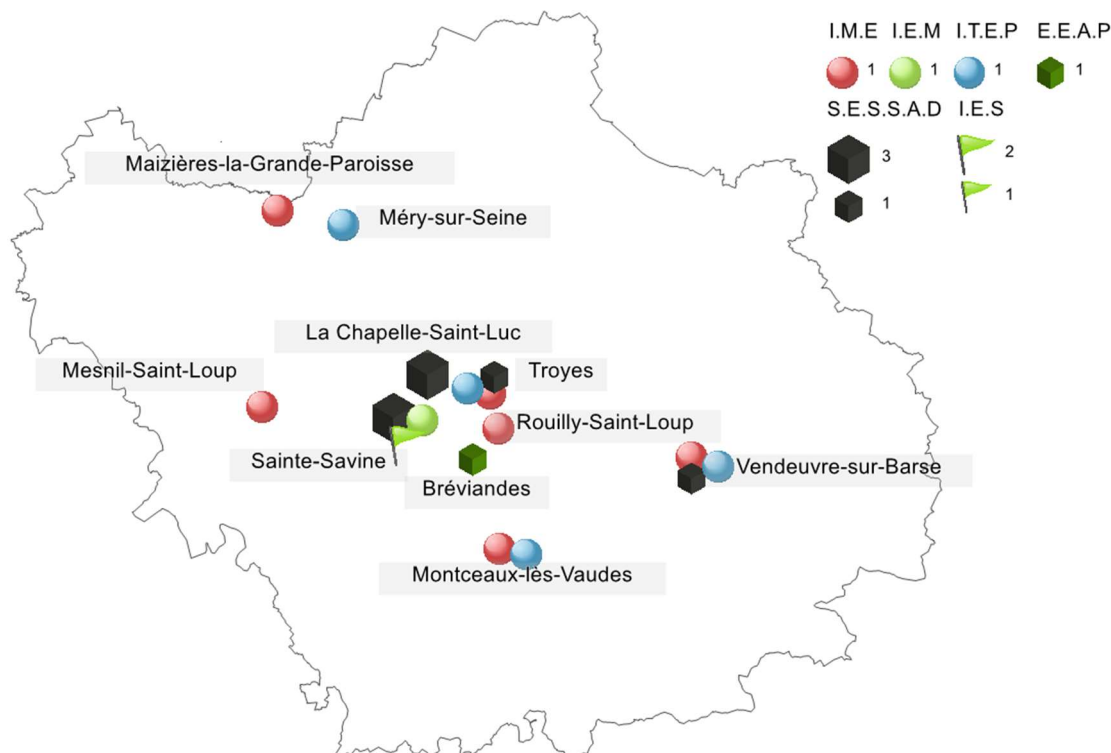 I.M.E I.E.M I.T.E.P E.E.A.P
1 1 1 1
S.E.S.S.A.D I.E.S
3 2
1 1
Maizières-la-Grande-Paroisse
Méry-sur-Seine
La Chapelle-Saint-Luc
Mesnil-Saint-Loup
Troyes
Rouilly-Saint-Loup
Sainte-Savine
Vendeuvre-sur-Barse
Bréviandes
Montceaux-lès-Vaudes